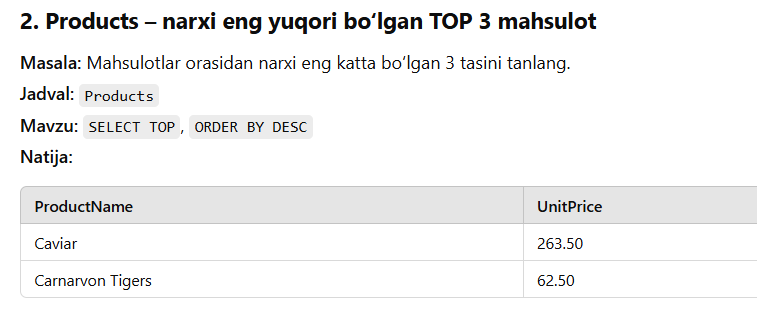 2. Products – narxi eng yuqori bo‘lgan TOP 3 mahsulot
Masala: Mahsulotlar orasidan narxi eng katta bo‘lgan 3 tasini tanlang.
Jadval: Products
Mavzu: SELECT TOP, ORDER BY DESC
Natija:
ProductName UnitPrice
Caviar 263.50
Carnarvon Tigers 62.50